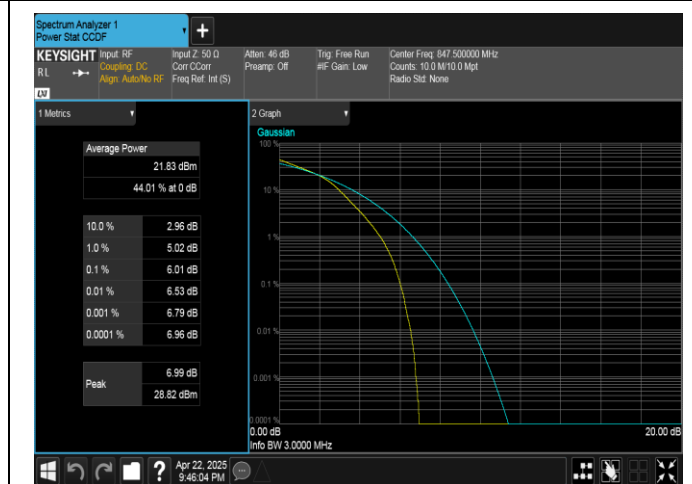 Spectrum Analyzer 1
Power Stat CCDF
+
KEYSIGHT
RL
LXI
Input: RF
Coupling: DC
Align: Auto/No RF
Input Z: 50 Ω
Corr CCorr
Freq Ref: Int (S)
Atten: 46 dB
Preamp: Off
Trig: Free Run
#IF Gain: Low
Center Freq: 847.500000 MHz
Counts: 10.0 M/10.0 Mpt
Radio Std: None
1 Metrics
Average Power
21.83 dBm
44.01 % at 0 dB
10.0 % 2.96 dB
1.0 % 5.02 dB
0.1 % 6.01 dB
0.01 % 6.53 dB
0.001 % 6.79 dB
0.0001 % 6.96 dB
Peak
6.99 dB
28.82 dBm
2 Graph
Gaussian
100 %
10 %
1 %
0.1 %
0.01 %
0.001 %
0.0001 %
0.00 dB 20.00 dB
Info BW 3.0000 MHz
?
Apr 22, 2025
9:46:04 PM